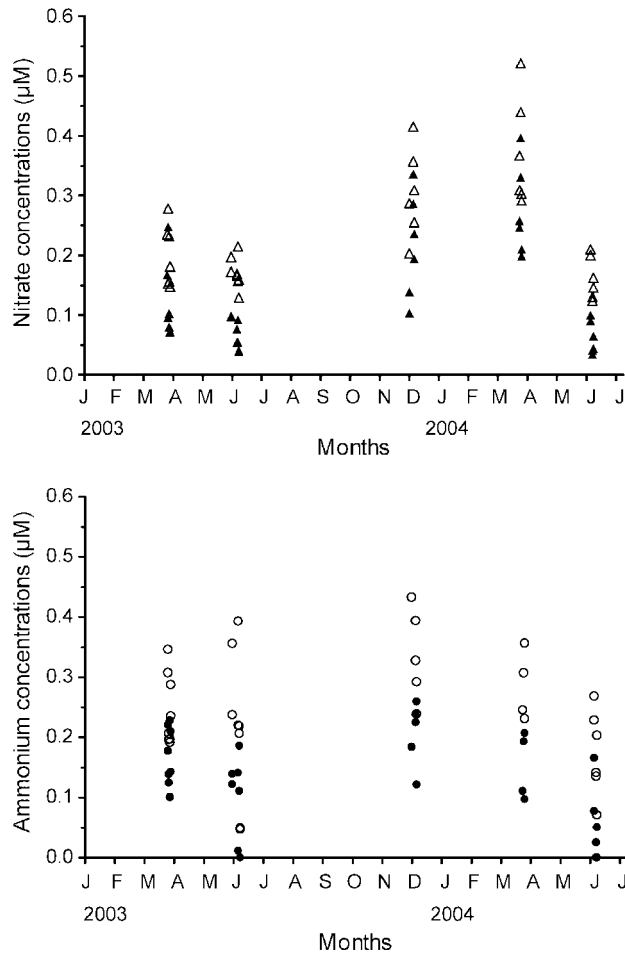 0.6
0.5
0.4
0.3
0.2
0.1
0.0
Nitrate concentrations (µM)
J F M A M J J A S O N D J F M A M J J
2003 2004
Months
0.6
0.5
0.4
0.3
0.2
0.1
0.0
Ammonium concentrations (µM)
J F M A M J J A S O N D J F M A M J J
2003 2004
Months